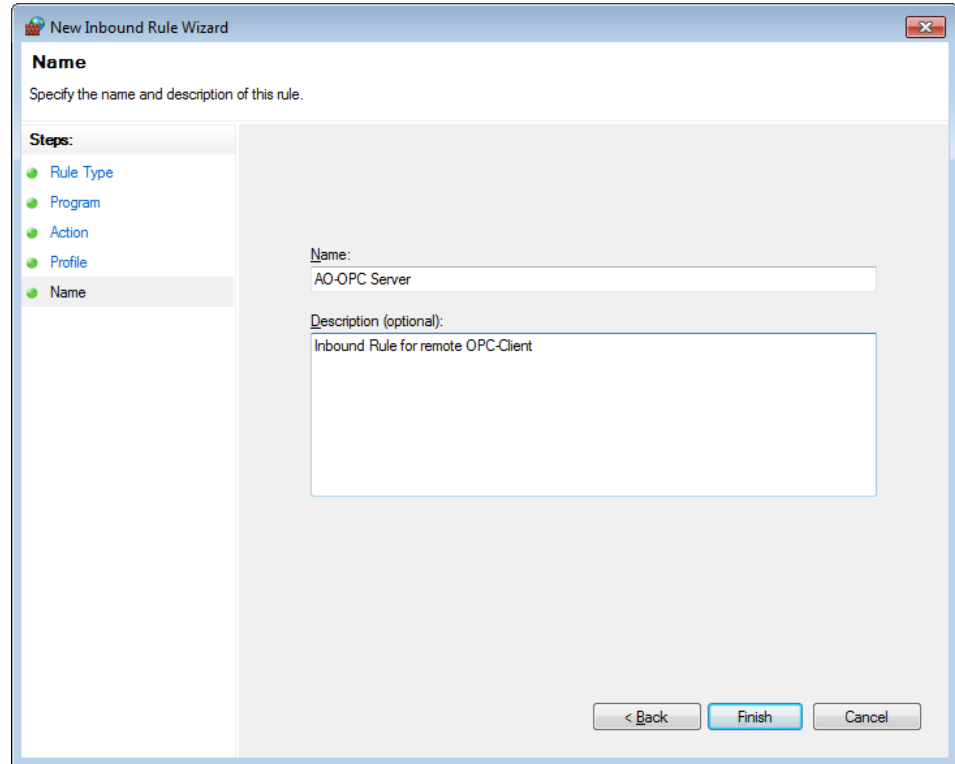 New Inbound Rule Wizard
Name
Specify the name and description of this rule.
Steps:
Rule Type
Program
Action
Profile
Name
Name:
AO-OPC Server
Description (optional):
Inbound Rule for remote OPC-Client
< Back
Finish
Cancel